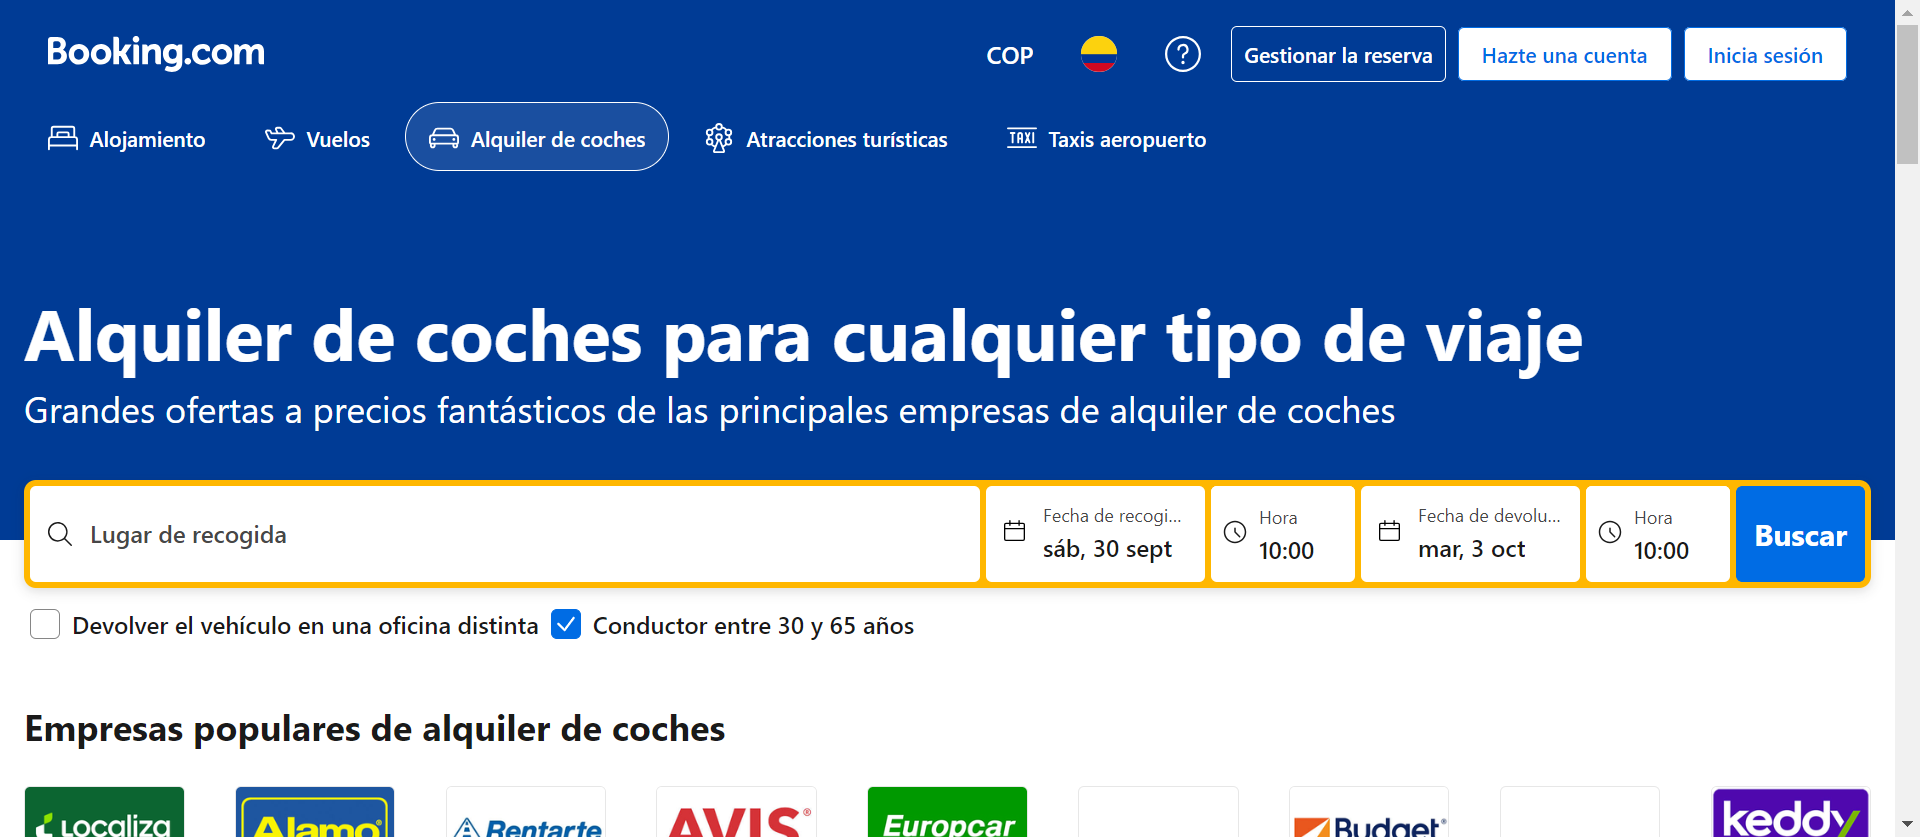 Booking.com
COP
Gestionar la reserva
Hazte una cuenta
Inicia sesión
Alojamiento
Vuelos
Alquiler de coches
Atracciones turísticas
TAXI
Taxis aeropuerto
Alquiler de coches para cualquier tipo de viaje
Grandes ofertas a precios fantásticos de las principales empresas de alquiler de coches
Lugar de recogida
Fecha de recogi...
sáb, 30 sept
Hora
10:00
Fecha de devolu...
mar, 3 oct
Hora
10:00
Buscar
Devolver el vehículo en una oficina distinta
Conductor entre 30 y 65 años
Empresas populares de alquiler de coches
Localiza
Alamo
Rentarte
AVIS
Europcar
Budget
keddy